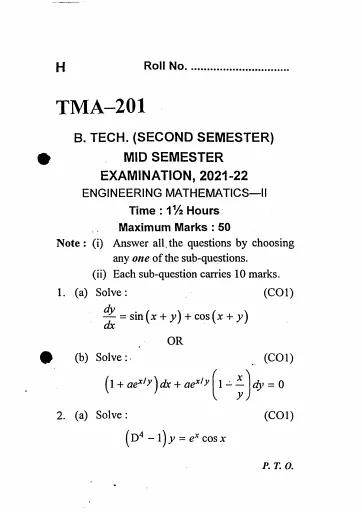 H Roll No. ..............................
TMA–201
B. TECH. (SECOND SEMESTER)
MID SEMESTER
EXAMINATION, 2021-22
ENGINEERING MATHEMATICS—II
Time : 1½ Hours
Maximum Marks : 50
Note : (i) Answer all the questions by choosing
any one of the sub-questions.
(ii) Each sub-question carries 10 marks.
1. (a) Solve : (CO1)
dy/dx = sin (x + y) + cos (x + y)
OR
(b) Solve : (CO1)
(1 + ae^{x/y}) dx + ae^{x/y} (1 – x/y) dy = 0
2. (a) Solve : (CO1)
(D⁴ – 1) y = eˣ cos x
P. T. O.